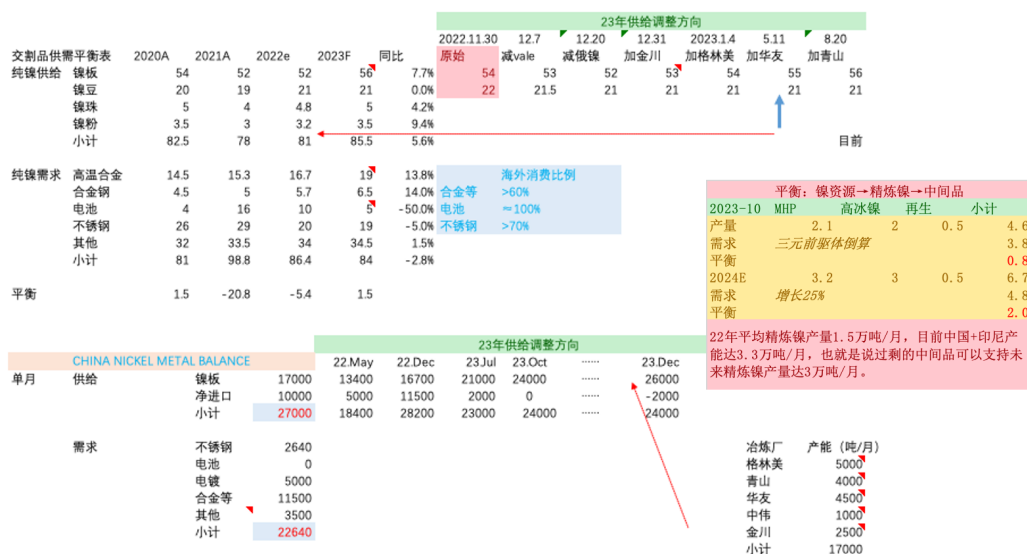 23年供给调整方向
2022.11.30 12.7 12.20 12.31 2023.1.4 5.11 8.20
交割品供需平衡表 2020A 2021A 2022e 2023F 同比 原始 减vale 减俄镍 加金川 加格林美 加华友 加青山
纯镍供给 镍板 54 52 52 56 7.7% 54 53 52 53 54 55 56
镍豆 20 19 21 21 0.0% 22 21.5 21 21 21 21 21
镍珠 5 4 4.8 5 4.2%
镍粉 3.5 3 3.2 3.5 9.4%
小计 82.5 78 81 85.5 5.6% 目前
纯镍需求 高温合金 14.5 15.3 16.7 19 13.8% 海外消费比例
合金钢 4.5 5 5.7 6.5 14.0% 合金等 >60%
电池 4 16 10 5 -50.0% 电池 ≈100%
不锈钢 26 29 20 19 -5.0% 不锈钢 >70%
其他 32 33.5 34 34.5 1.5%
小计 81 98.8 86.4 84 -2.8%
平衡 1.5 -20.8 -5.4 1.5
平衡：镍资源→精炼镍→中间品
2023-10 MHP 高冰镍 再生 小计
产量 2.1 2 0.5 4.6
需求 三元前驱体倒算 3.8
平衡 0.8
2024E 3.2 3 0.5 6.7
需求 增长25% 4.8
平衡 2.0
22年平均精炼镍产量1.5万吨/月，目前中国+印尼产
能达3.3万吨/月，也就是说过剩的中间品可以支持未
来精炼镍产量达3万吨/月。
23年供给调整方向
CHINA NICKEL METAL BALANCE 22.May 22.Dec 23.Jul 23.Oct …… 23.Dec
单月 供给 镍板 17000 13400 16700 21000 24000 …… 26000
净进口 10000 5000 11500 2000 0 …… -2000
小计 27000 18400 28200 23000 24000 …… 24000
需求 不锈钢 2640
电池 0
电镀 5000
合金等 11500
其他 3500
小计 22640
冶炼厂 产能（吨/月）
格林美 5000
青山 4000
华友 4500
中伟 1000
金川 2500
小计 17000